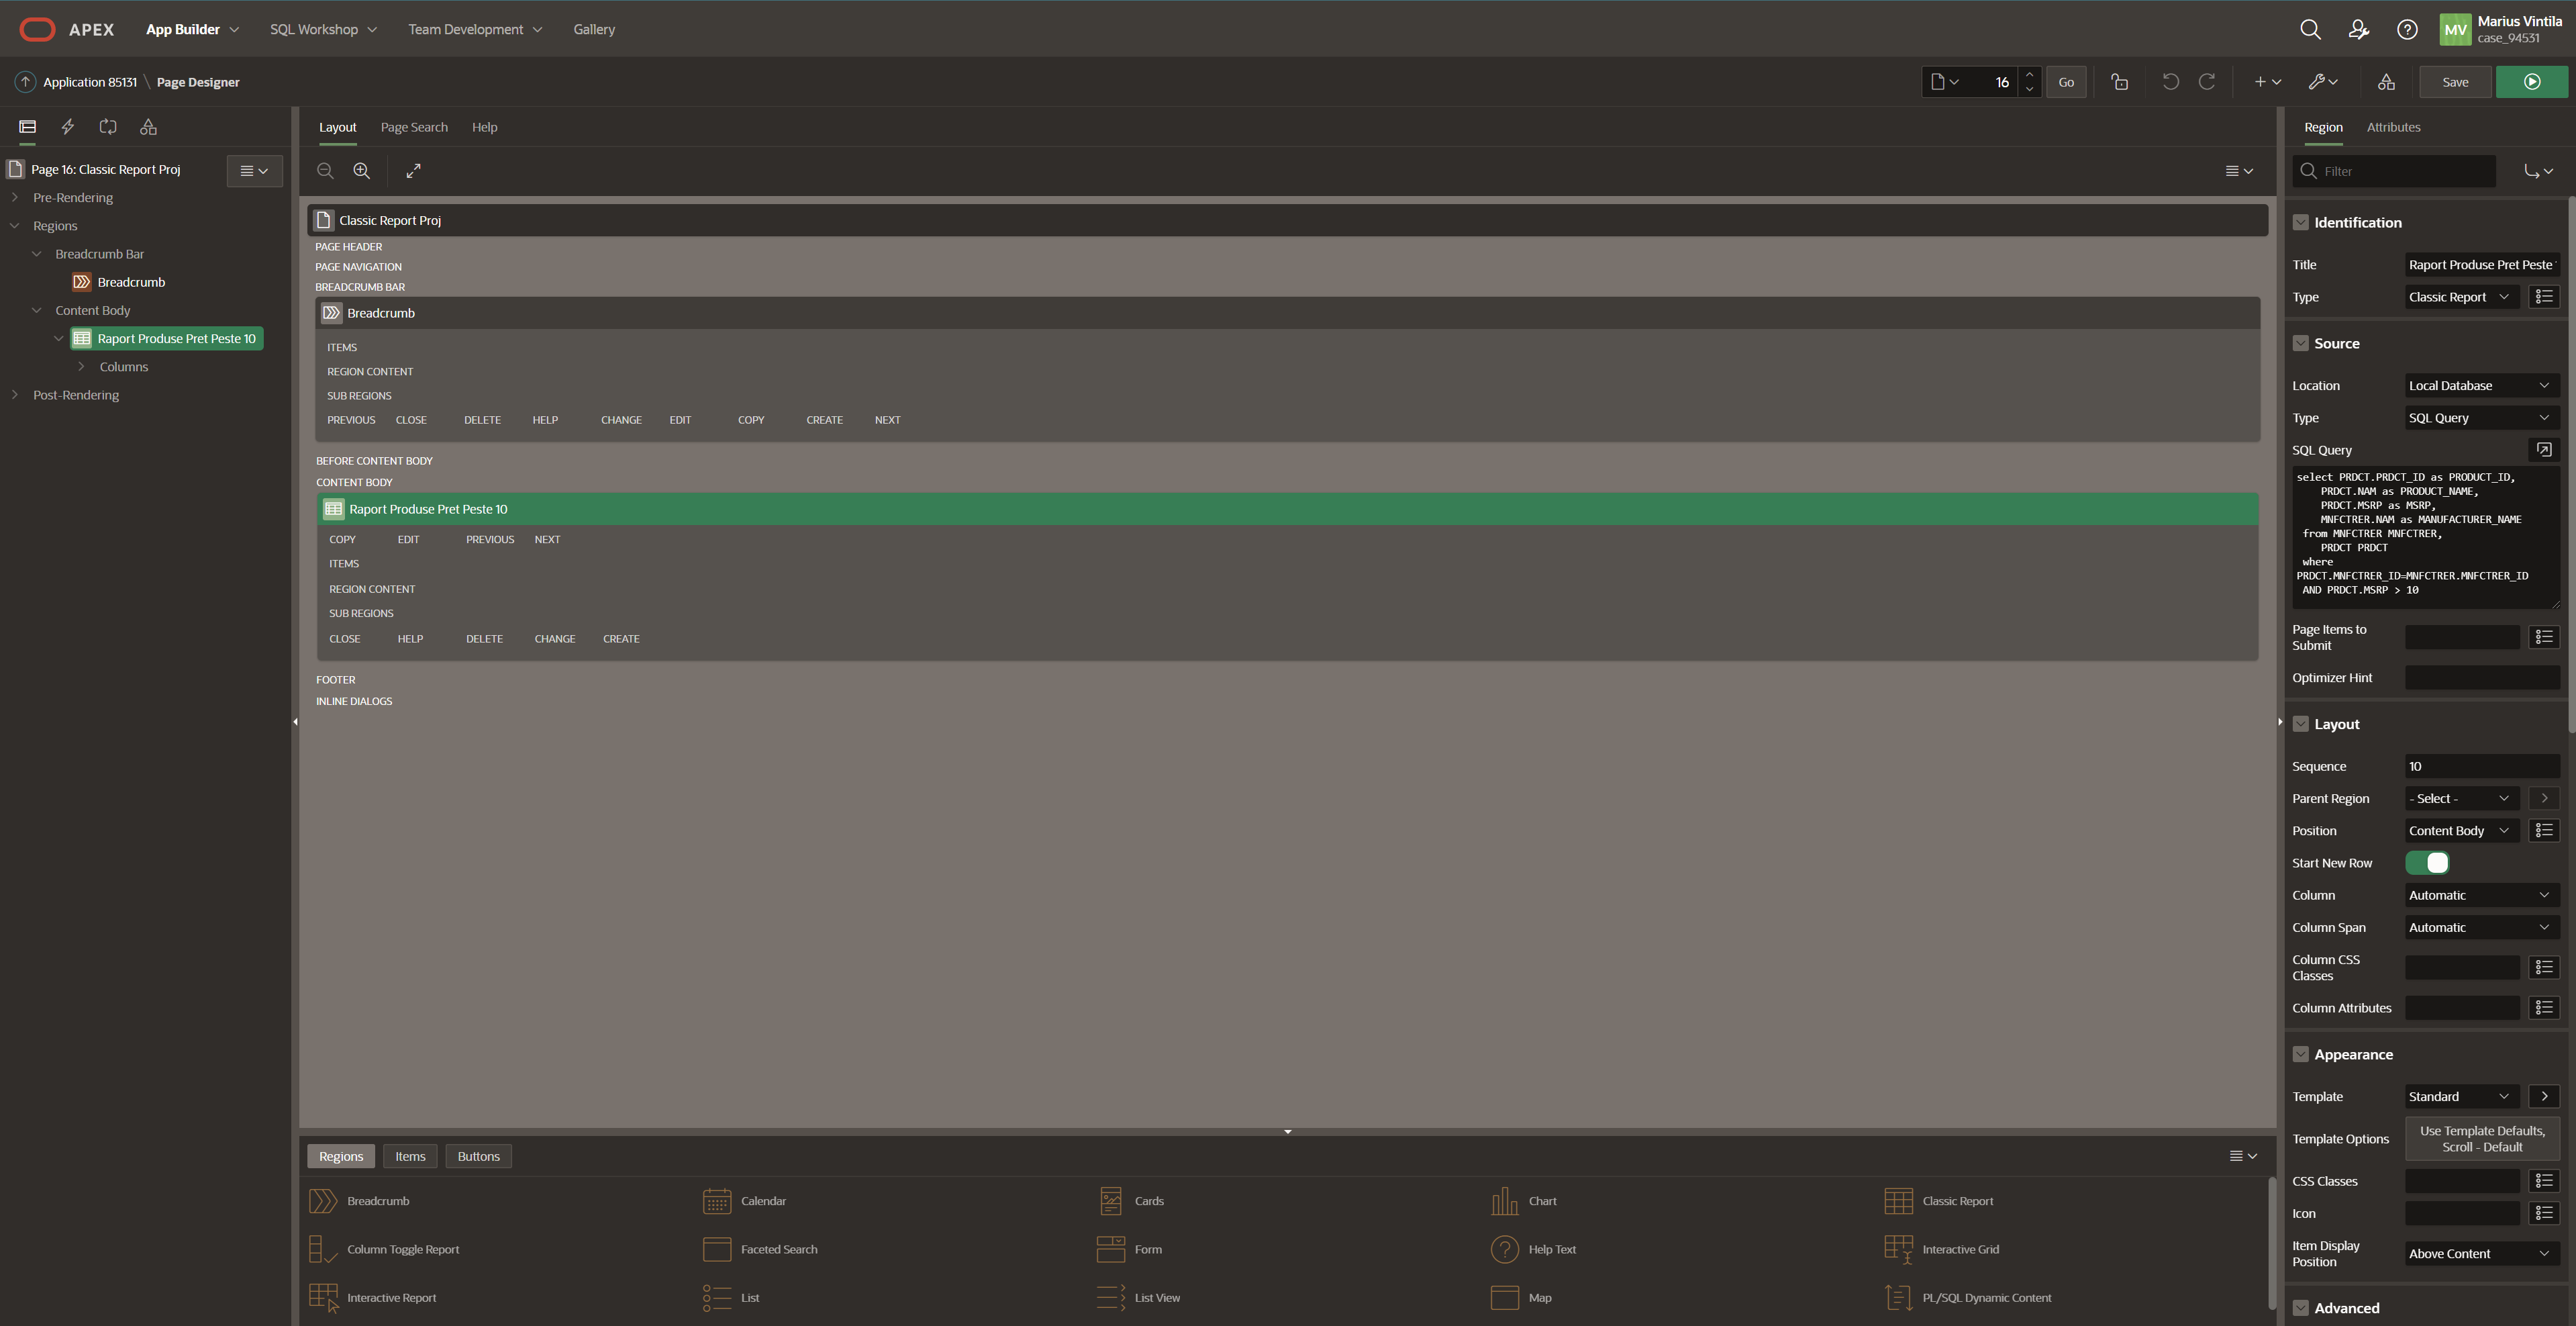 APEX
App Builder
SQL Workshop
Team Development
Gallery
MV
Marius Vintila
case_94531
Application 85131 \ Page Designer
16
Go
Save
Page 16: Classic Report Proj
Pre-Rendering
Regions
Breadcrumb Bar
Breadcrumb
Content Body
Raport Produse Pret Peste 10
Columns
Post-Rendering
Layout
Page Search
Help
Classic Report Proj
PAGE HEADER
PAGE NAVIGATION
BREADCRUMB BAR
Breadcrumb
ITEMS
REGION CONTENT
SUB REGIONS
PREVIOUS CLOSE DELETE HELP CHANGE EDIT COPY CREATE NEXT
BEFORE CONTENT BODY
CONTENT BODY
Raport Produse Pret Peste 10
COPY EDIT PREVIOUS NEXT
ITEMS
REGION CONTENT
SUB REGIONS
CLOSE HELP DELETE CHANGE CREATE
FOOTER
INLINE DIALOGS
Regions
Items
Buttons
Breadcrumb Calendar Cards Chart Classic Report
Column Toggle Report Faceted Search Form Help Text Interactive Grid
Interactive Report List List View Map PL/SQL Dynamic Content
Region
Attributes
Filter
Identification
Title Raport Produse Pret Peste
Type Classic Report
Source
Location Local Database
Type SQL Query
SQL Query
select PRDCT.PRDCT_ID as PRODUCT_ID,
PRDCT.NAM as PRODUCT_NAME,
PRDCT.MSRP as MSRP,
MNFCTRER.NAM as MANUFACTURER_NAME
from MNFCTRER MNFCTRER,
PRDCT PRDCT
where
PRDCT.MNFCTRER_ID=MNFCTRER.MNFCTRER_ID
AND PRDCT.MSRP > 10
Page Items to
Submit
Optimizer Hint
Layout
Sequence 10
Parent Region - Select -
Position Content Body
Start New Row
Column Automatic
Column Span Automatic
Column CSS
Classes
Column Attributes
Appearance
Template Standard
Template Options Use Template Defaults,
Scroll - Default
CSS Classes
Icon
Item Display
Position Above Content
Advanced